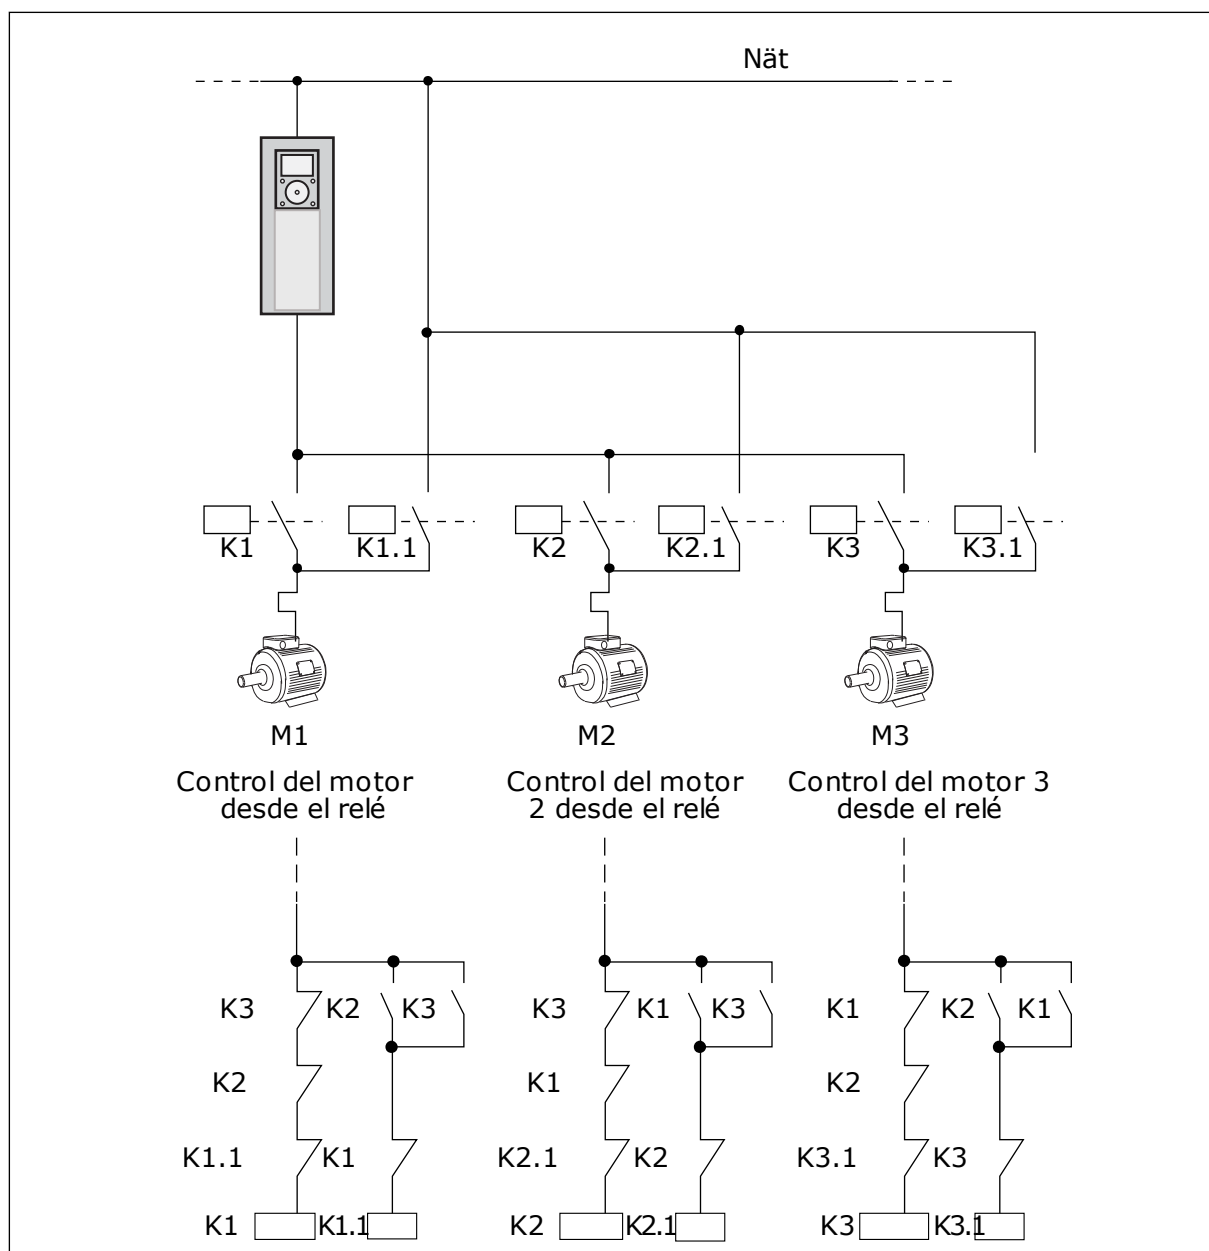 Nät
K1 K1.1 K2 K2.1 K3 K3.1
M1 M2 M3
Control del motor Control del motor Control del motor 3
desde el relé 2 desde el relé desde el relé
K3 K2 K3 K3 K1 K3 K1 K2 K1
K2 K1 K2
K1.1 K1 K2.1 K2 K3.1 K3
K1 K1.1 K2 K2.1 K3 K3.1